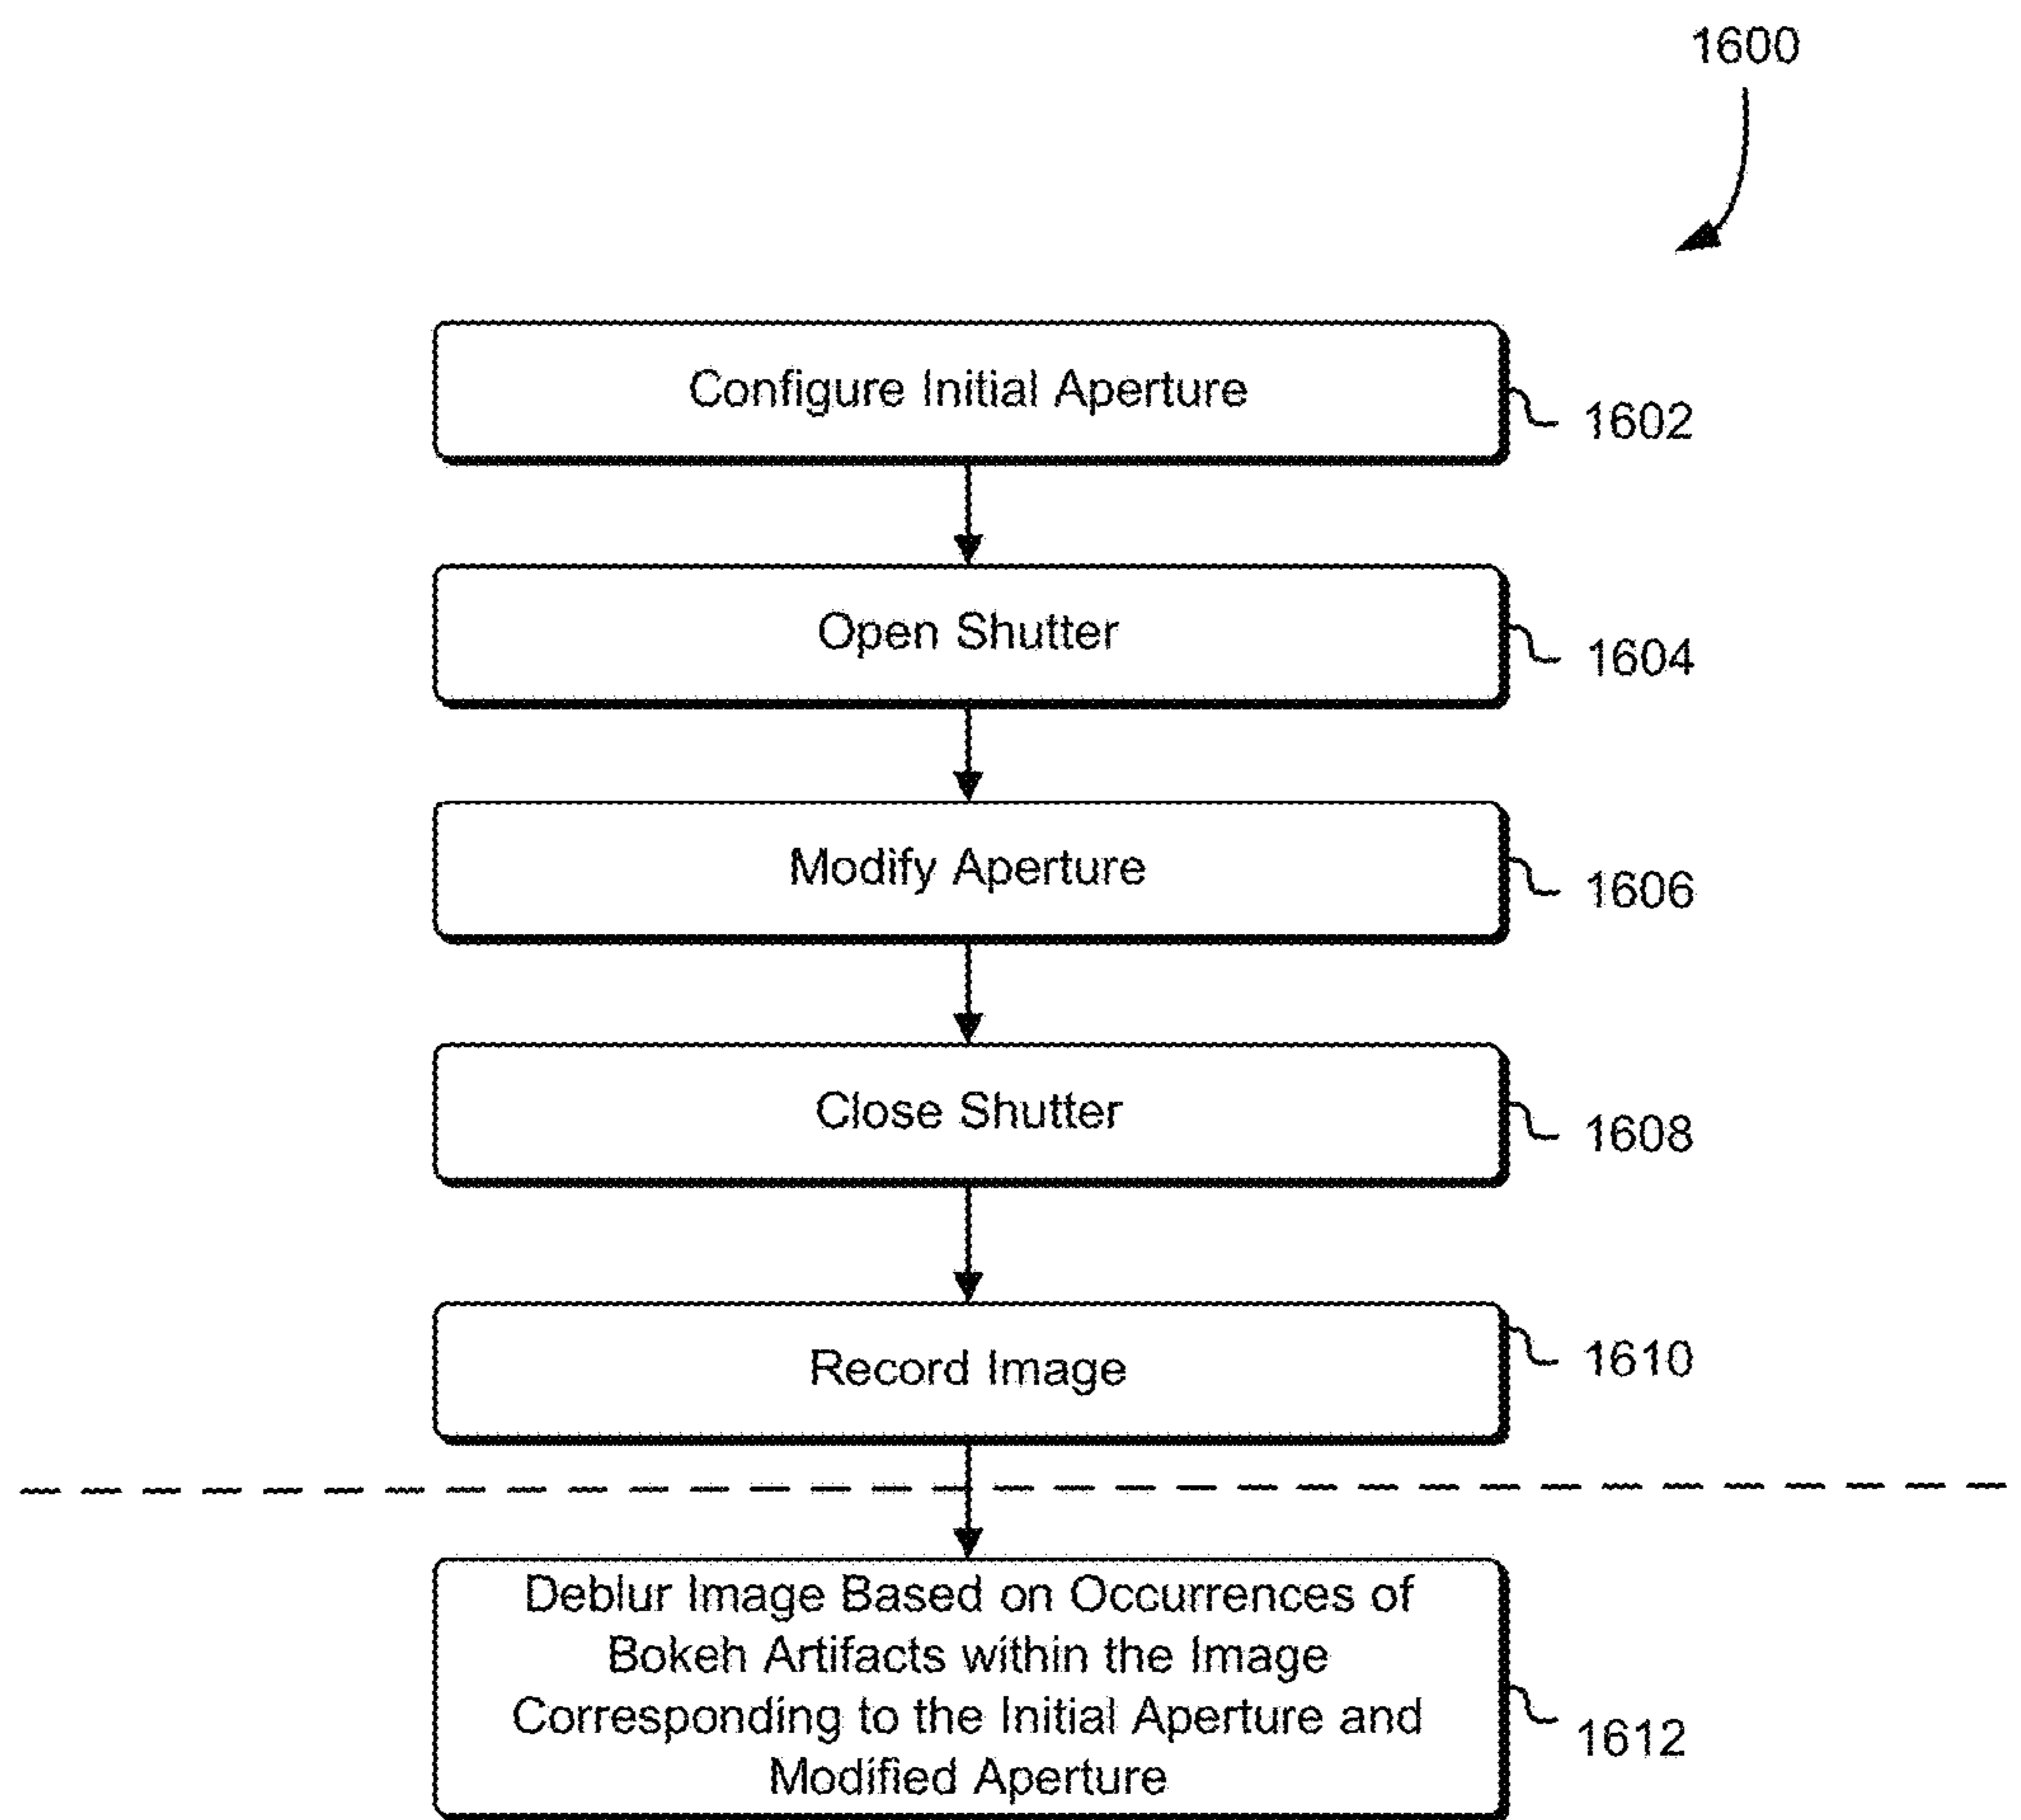 1600
Configure Initial Aperture
1602
Open Shutter
1604
Modify Aperture
1606
Close Shutter
1608
Record Image
1610
Deblur Image Based on Occurrences of
Bokeh Artifacts within the Image
Corresponding to the Initial Aperture and
Modified Aperture
1612